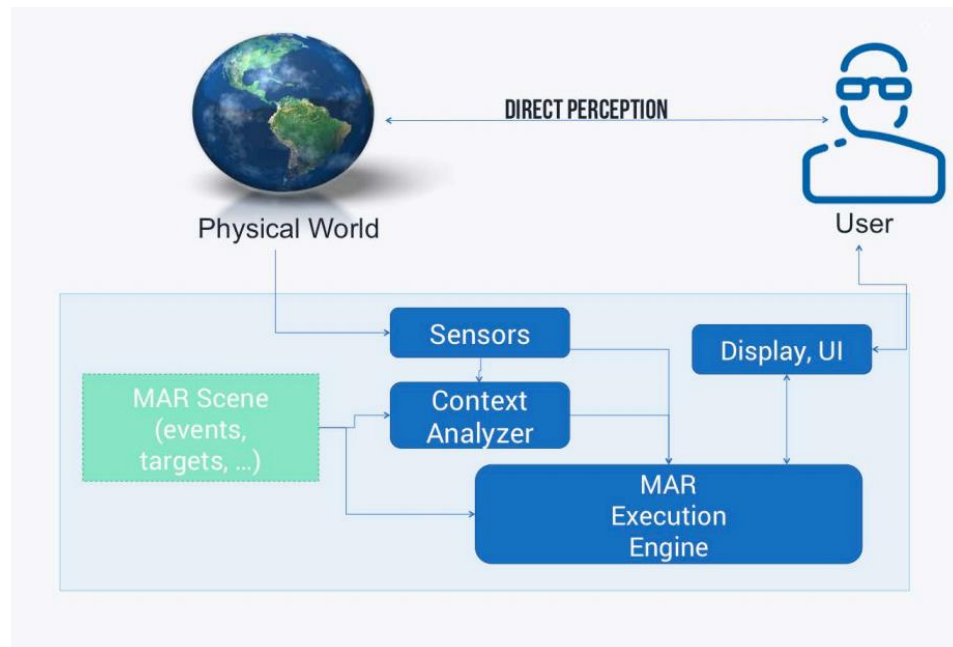 DIRECT PERCEPTION
Physical World
User
Sensors
Display, UI
MAR Scene
(events,
targets, ...)
Context
Analyzer
MAR
Execution
Engine